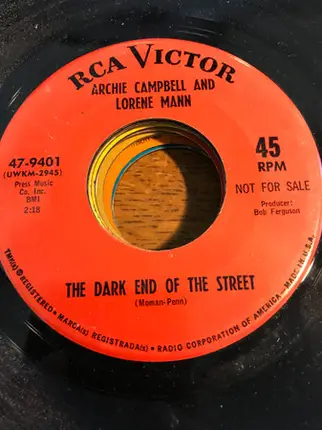 RCA VICTOR
ARCHIE CAMPBELL AND
LORENE MANN
47-9401
(UWKM-2945)
Press Music
Co. Inc.
BMI
2:18
45
RPM
NOT FOR SALE
Producer:
Bob Ferguson
THE DARK END OF THE STREET
(Moman-Penn)
TMK(s) ® REGISTERED • MARCA(s) REGISTRADA(s) • RADIO CORPORATION OF AMERICA—MADE IN U.S.A.